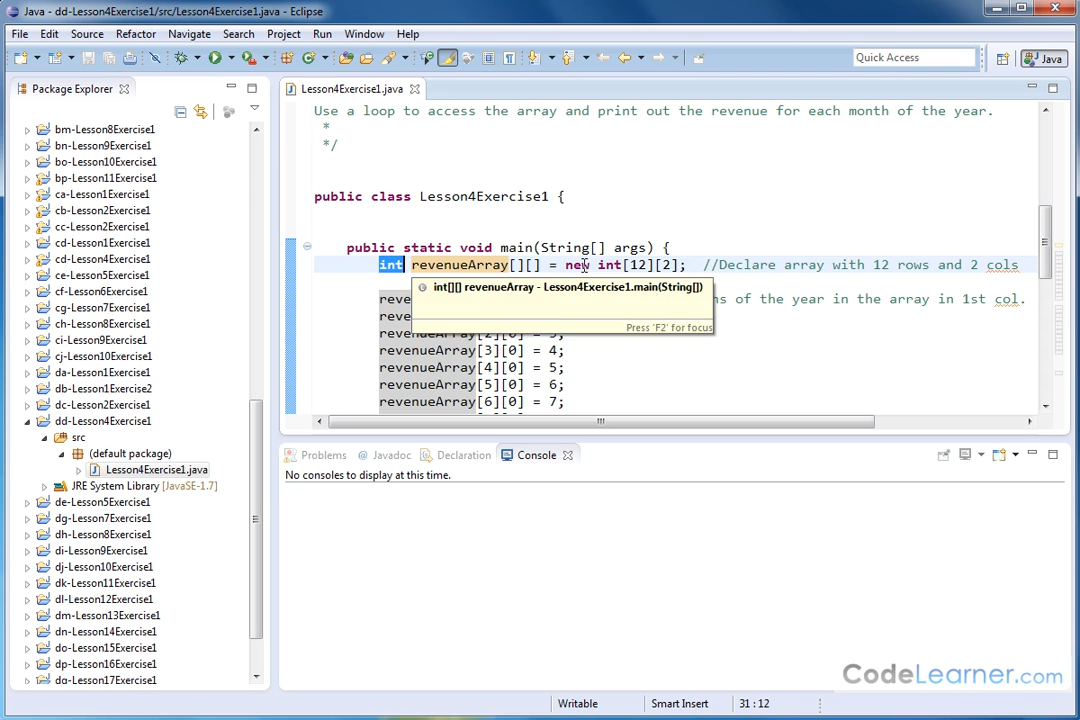 Java - dd-Lesson4Exercise1/src/Lesson4Exercise1.java - Eclipse
File Edit Source Refactor Navigate Search Project Run Window Help
Quick Access
Java
Package Explorer
bm-Lesson8Exercise1
bn-Lesson9Exercise1
bo-Lesson10Exercise1
bp-Lesson11Exercise1
ca-Lesson1Exercise1
cb-Lesson2Exercise1
cc-Lesson2Exercise1
cd-Lesson1Exercise1
cd-Lesson4Exercise1
ce-Lesson5Exercise1
cf-Lesson6Exercise1
cg-Lesson7Exercise1
ch-Lesson8Exercise1
ci-Lesson9Exercise1
cj-Lesson10Exercise1
da-Lesson1Exercise1
db-Lesson1Exercise2
dc-Lesson2Exercise1
dd-Lesson4Exercise1
src
(default package)
Lesson4Exercise1.java
JRE System Library [JavaSE-1.7]
de-Lesson5Exercise1
dg-Lesson7Exercise1
dh-Lesson8Exercise1
di-Lesson9Exercise1
dj-Lesson10Exercise1
dk-Lesson11Exercise1
dl-Lesson12Exercise1
dm-Lesson13Exercise1
dn-Lesson14Exercise1
do-Lesson15Exercise1
dp-Lesson16Exercise1
dq-Lesson17Exercise1
Lesson4Exercise1.java
Use a loop to access the array and print out the revenue for each month of the year.
*
*/
public class Lesson4Exercise1 {
public static void main(String[] args) {
int revenueArray[][] = new int[12][2]; //Declare array with 12 rows and 2 cols
int[][] revenueArray - Lesson4Exercise1.main(String[])
Press 'F2' for focus
reve ns of the year in the array in 1st col.
reve
revenueArray[2][0] = 3;
revenueArray[3][0] = 4;
revenueArray[4][0] = 5;
revenueArray[5][0] = 6;
revenueArray[6][0] = 7;
Problems Javadoc Declaration Console
No consoles to display at this time.
CodeLearner.com
Writable Smart Insert 31 : 12